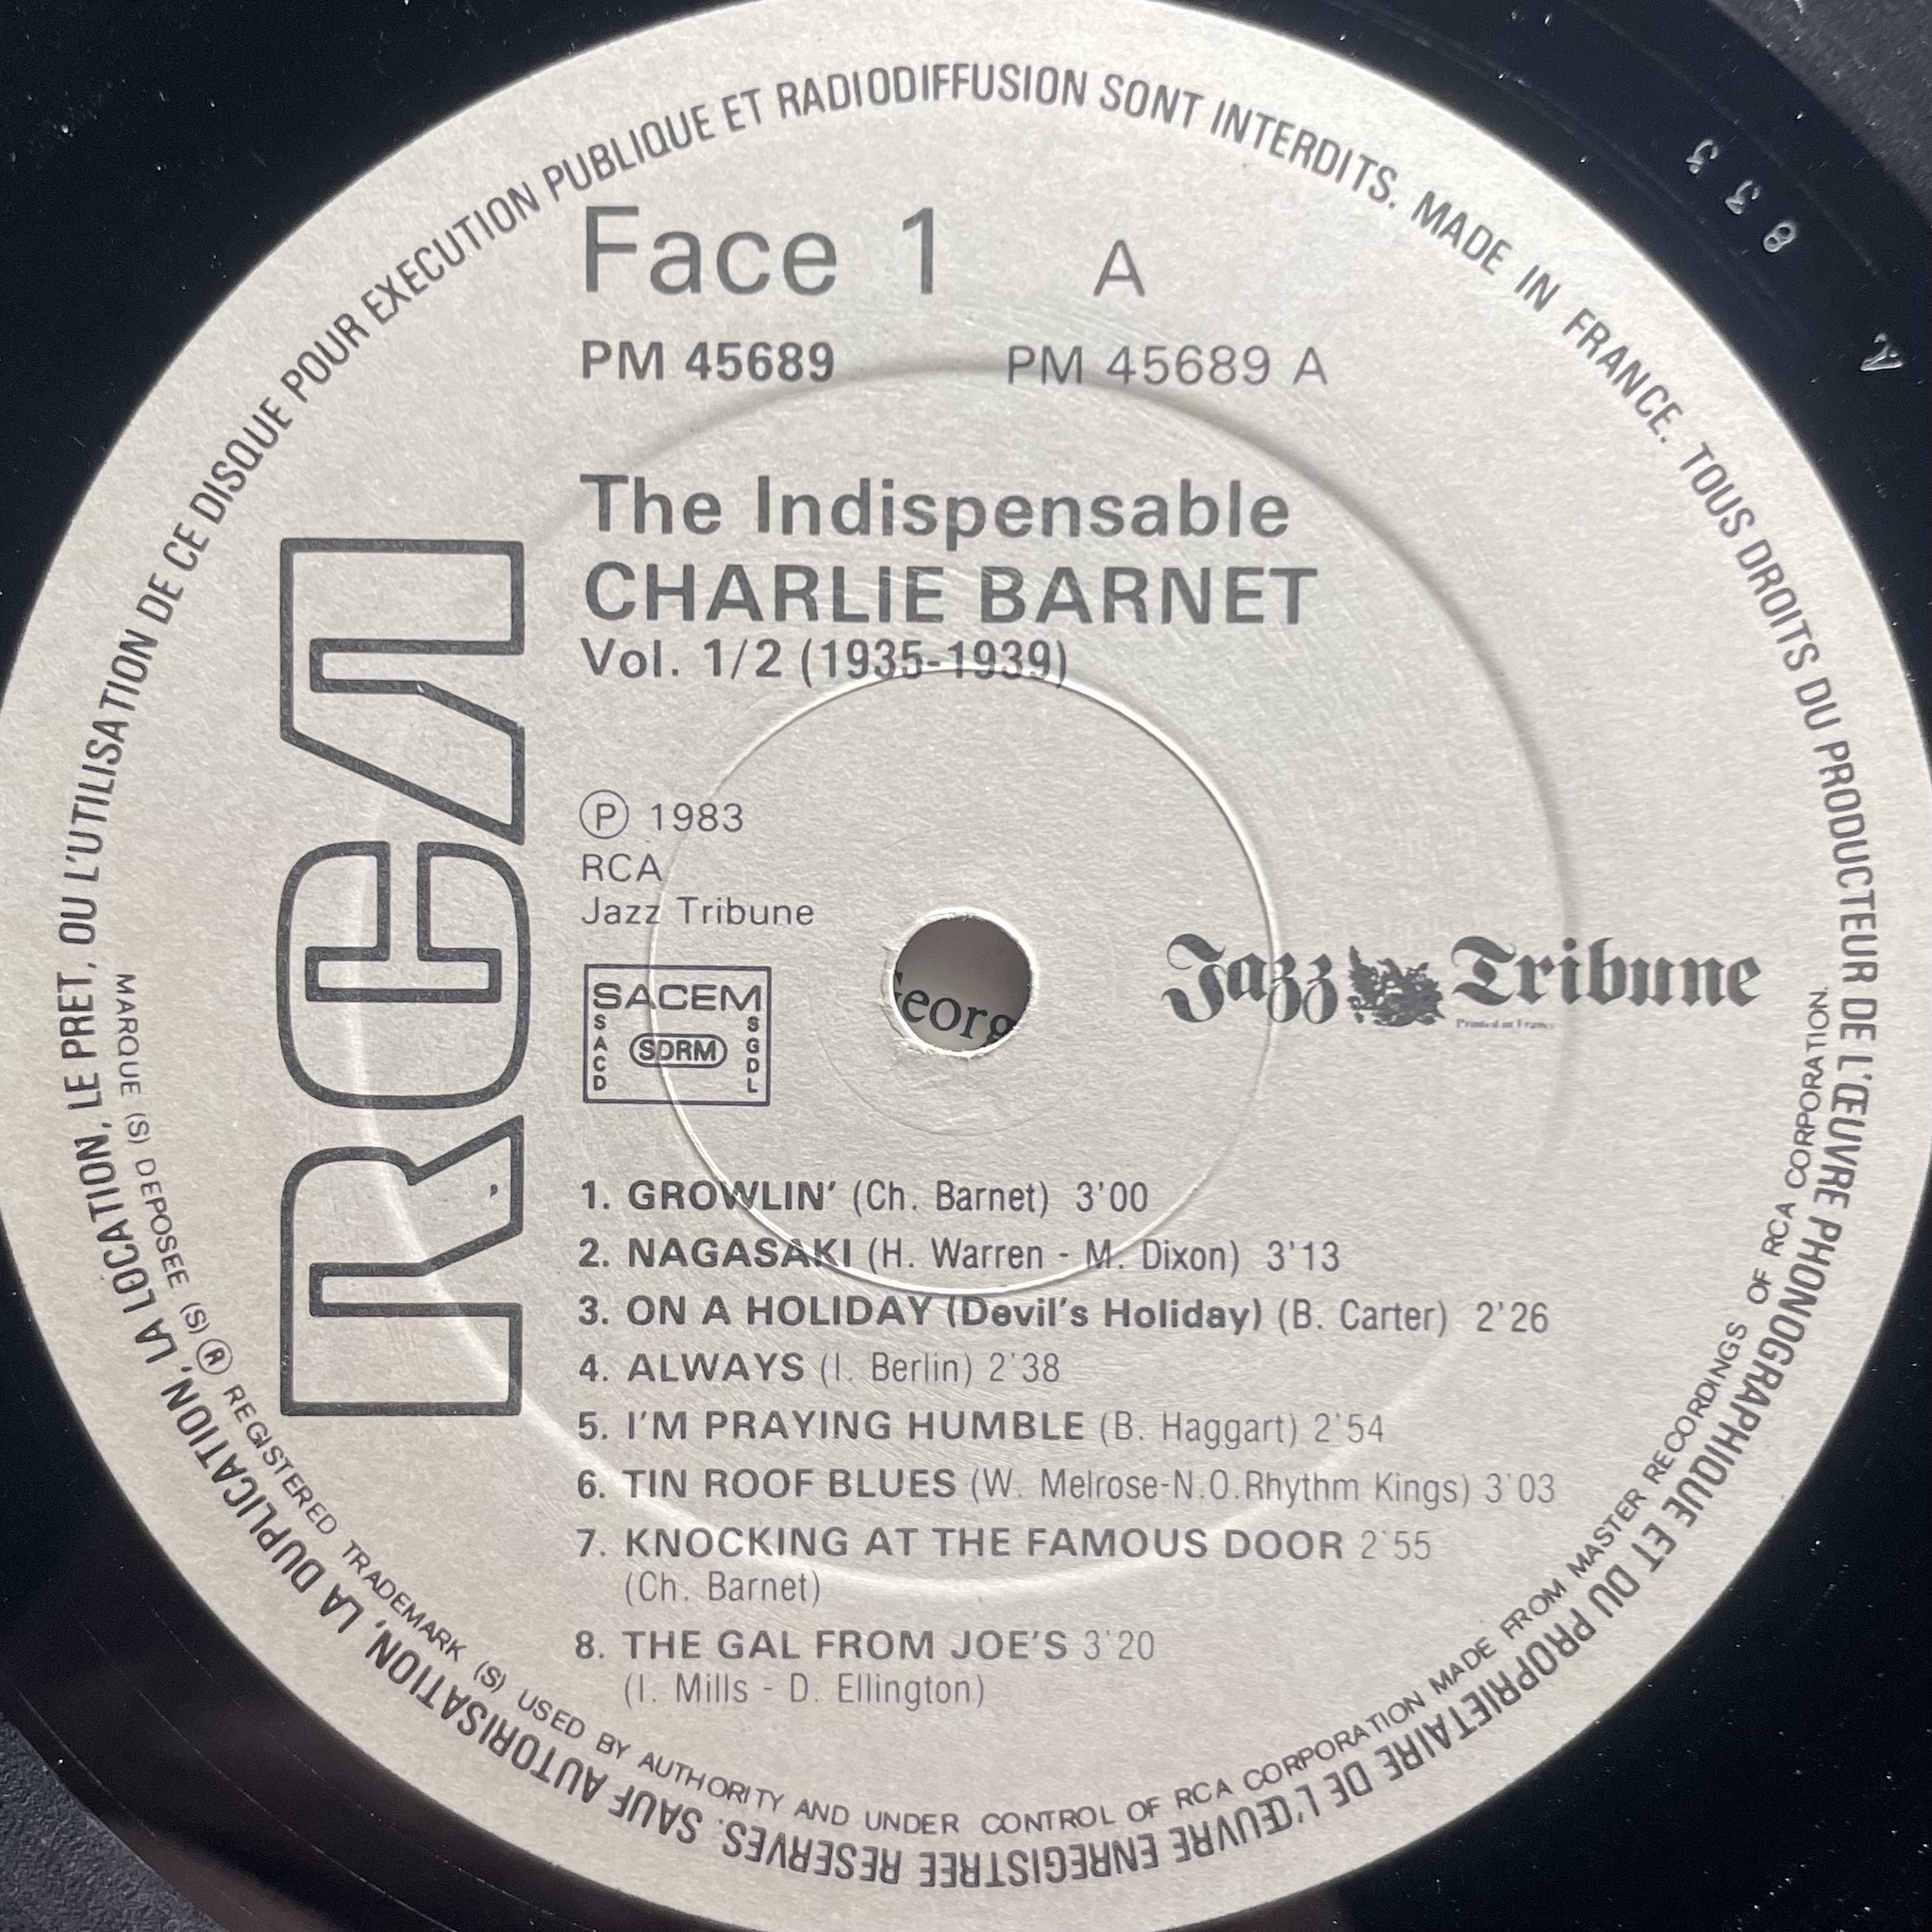 Face 1 A
PM 45689 PM 45689 A
The Indispensable
CHARLIE BARNET
Vol. 1/2 (1935-1939)
Ⓟ 1983
RCA
Jazz Tribune
SACEM
SACD
SDRM
SGDL
RCA
Jazz Tribune
Printed in France
1. GROWLIN' (Ch. Barnet) 3'00
2. NAGASAKI (H. Warren - M. Dixon) 3'13
3. ON A HOLIDAY (Devil's Holiday) (B. Carter) 2'26
4. ALWAYS (I. Berlin) 2'38
5. I'M PRAYING HUMBLE (B. Haggart) 2'54
6. TIN ROOF BLUES (W. Melrose-N.O.Rhythm Kings) 3'03
7. KNOCKING AT THE FAMOUS DOOR 2'55
(Ch. Barnet)
8. THE GAL FROM JOE'S 3'20
(I. Mills - D. Ellington)
MADE IN FRANCE. TOUS DROITS DU PRODUCTEUR DE L'ŒUVRE PHONOGRAPHIQUE ET DU PROPRIETAIRE DE L'ŒUVRE ENREGISTREE RESERVES. SAUF AUTORISATION, LA DUPLICATION, LA LOCATION, LE PRET, OU L'UTILISATION DE CE DISQUE POUR EXECUTION PUBLIQUE ET RADIODIFFUSION SONT INTERDITS.
MARQUE (S) DEPOSEE (S) ® REGISTERED TRADEMARK (S) USED BY AUTHORITY AND UNDER CONTROL OF RCA CORPORATION MADE FROM MASTER RECORDINGS OF RCA CORPORATION.
eorg
A
833